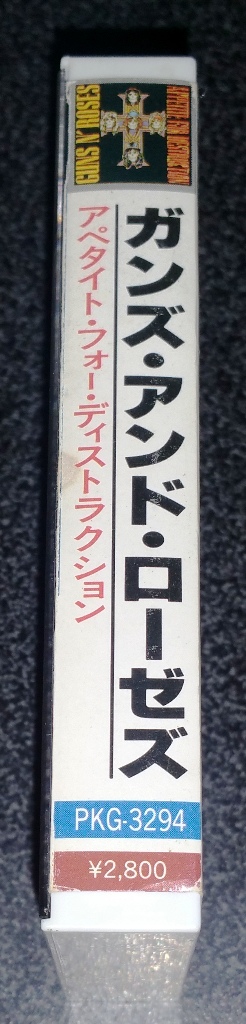 GUNS N' ROSES
APPETITE FOR DESTRUCTION
ガンズ・アンド・ローゼズ
アペタイト・フォー・ディストラクション
PKG-3294
¥2,800